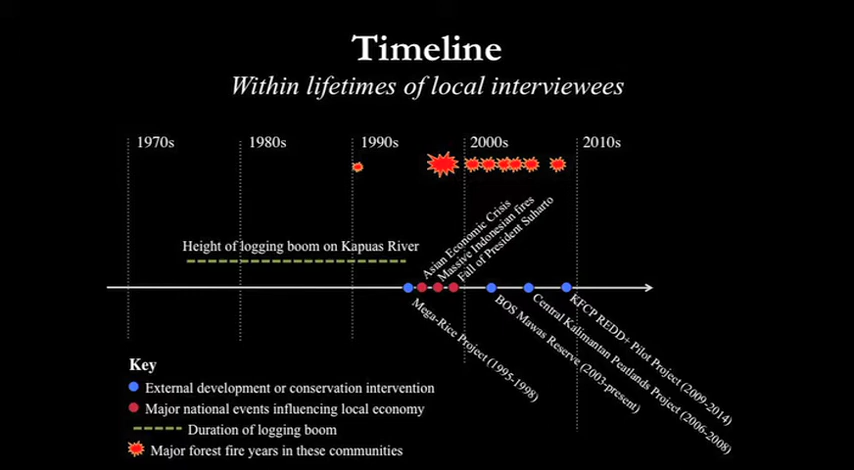 Timeline
Within lifetimes of local interviewees
1970s
1980s
1990s
2000s
2010s
Height of logging boom on Kapuas River
Asian Economic Crisis
Massive Indonesian fires
Fall of President Suharto
Mega-Rice Project (1995-1998)
BOS Mawas Reserve (2003-present)
Central Kalimantan Peatlands Project (2006-2008)
KFCP REDD+ Pilot Project (2009-2014)
Key
External development or conservation intervention
Major national events influencing local economy
Duration of logging boom
Major forest fire years in these communities